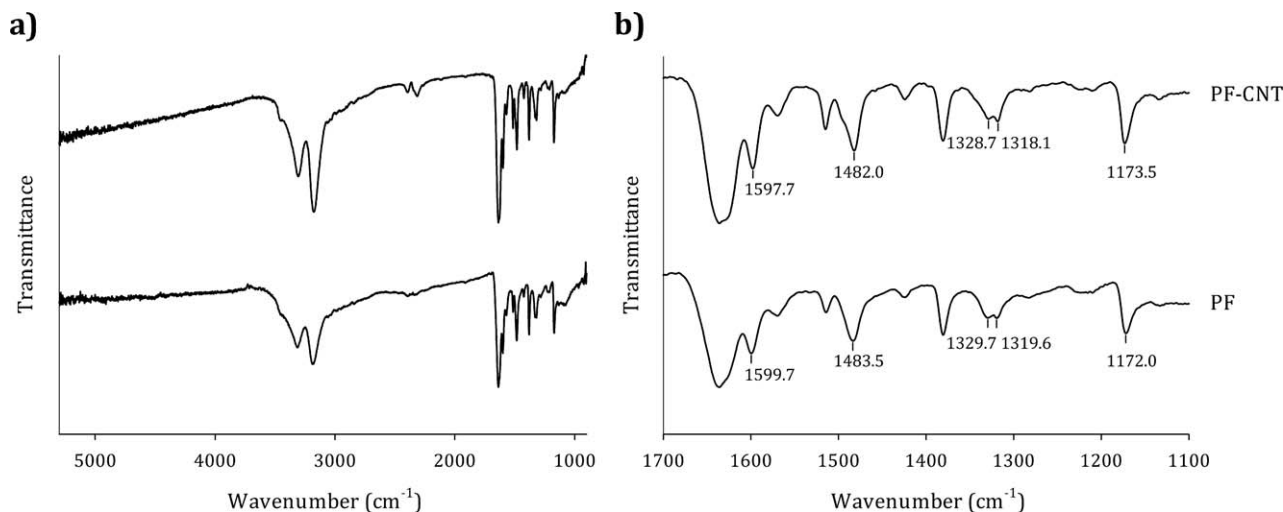 a)
Transmittance
5000 4000 3000 2000 1000
Wavenumber (cm⁻¹)
b)
Transmittance
PF-CNT
1597.7
1482.0
1328.7 1318.1
1173.5
PF
1599.7
1483.5
1329.7 1319.6
1172.0
1700 1600 1500 1400 1300 1200 1100
Wavenumber (cm⁻¹)